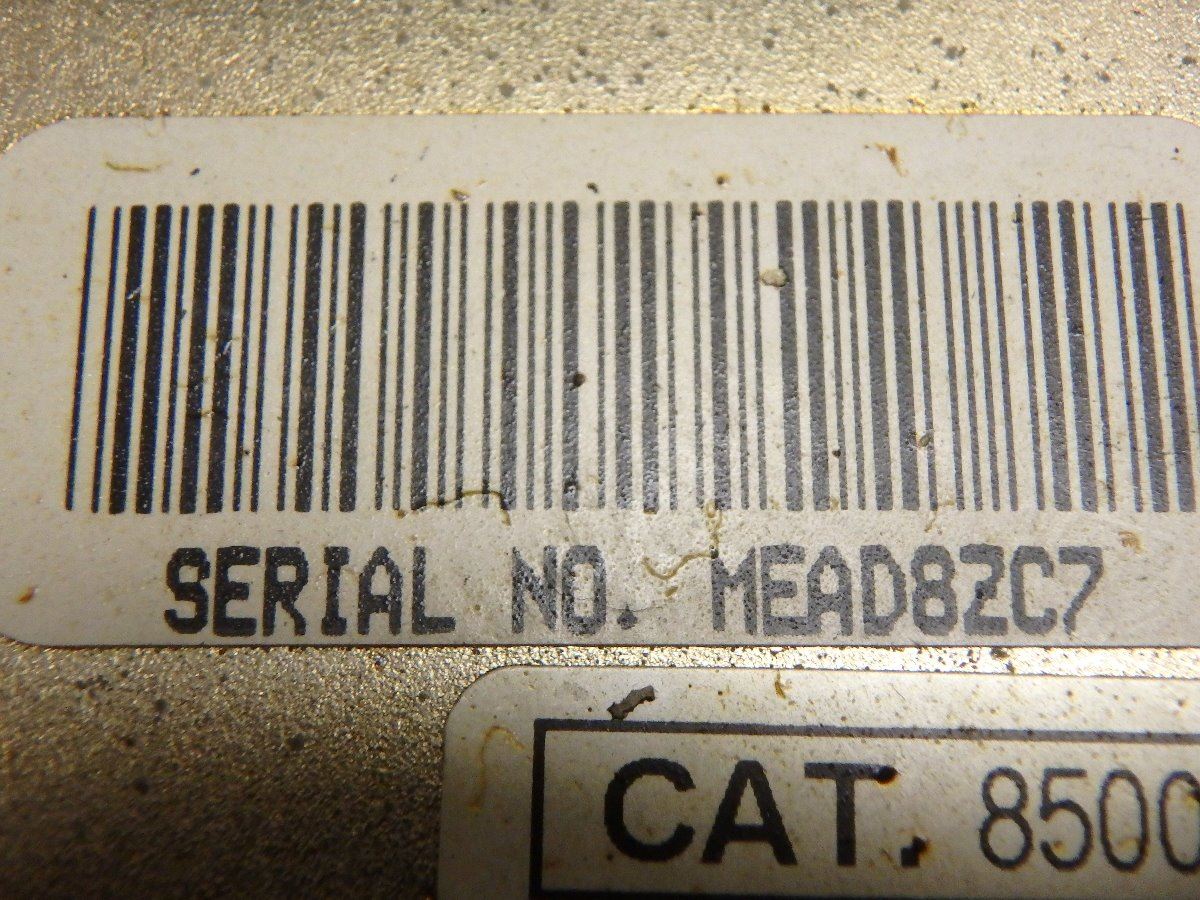 SERIAL NO. MEAD8ZC7
CAT. 8500